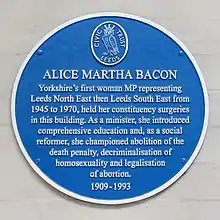 CIVIC TRUST
LEEDS
ALICE MARTHA BACON
Yorkshire's first woman MP representing
Leeds North East then Leeds South East from
1945 to 1970, held her constituency surgeries
in this building. As a minister, she introduced
comprehensive education and, as a social
reformer, she championed abolition of the
death penalty, decriminalisation of
homosexuality and legalisation
of abortion.
1909-1993